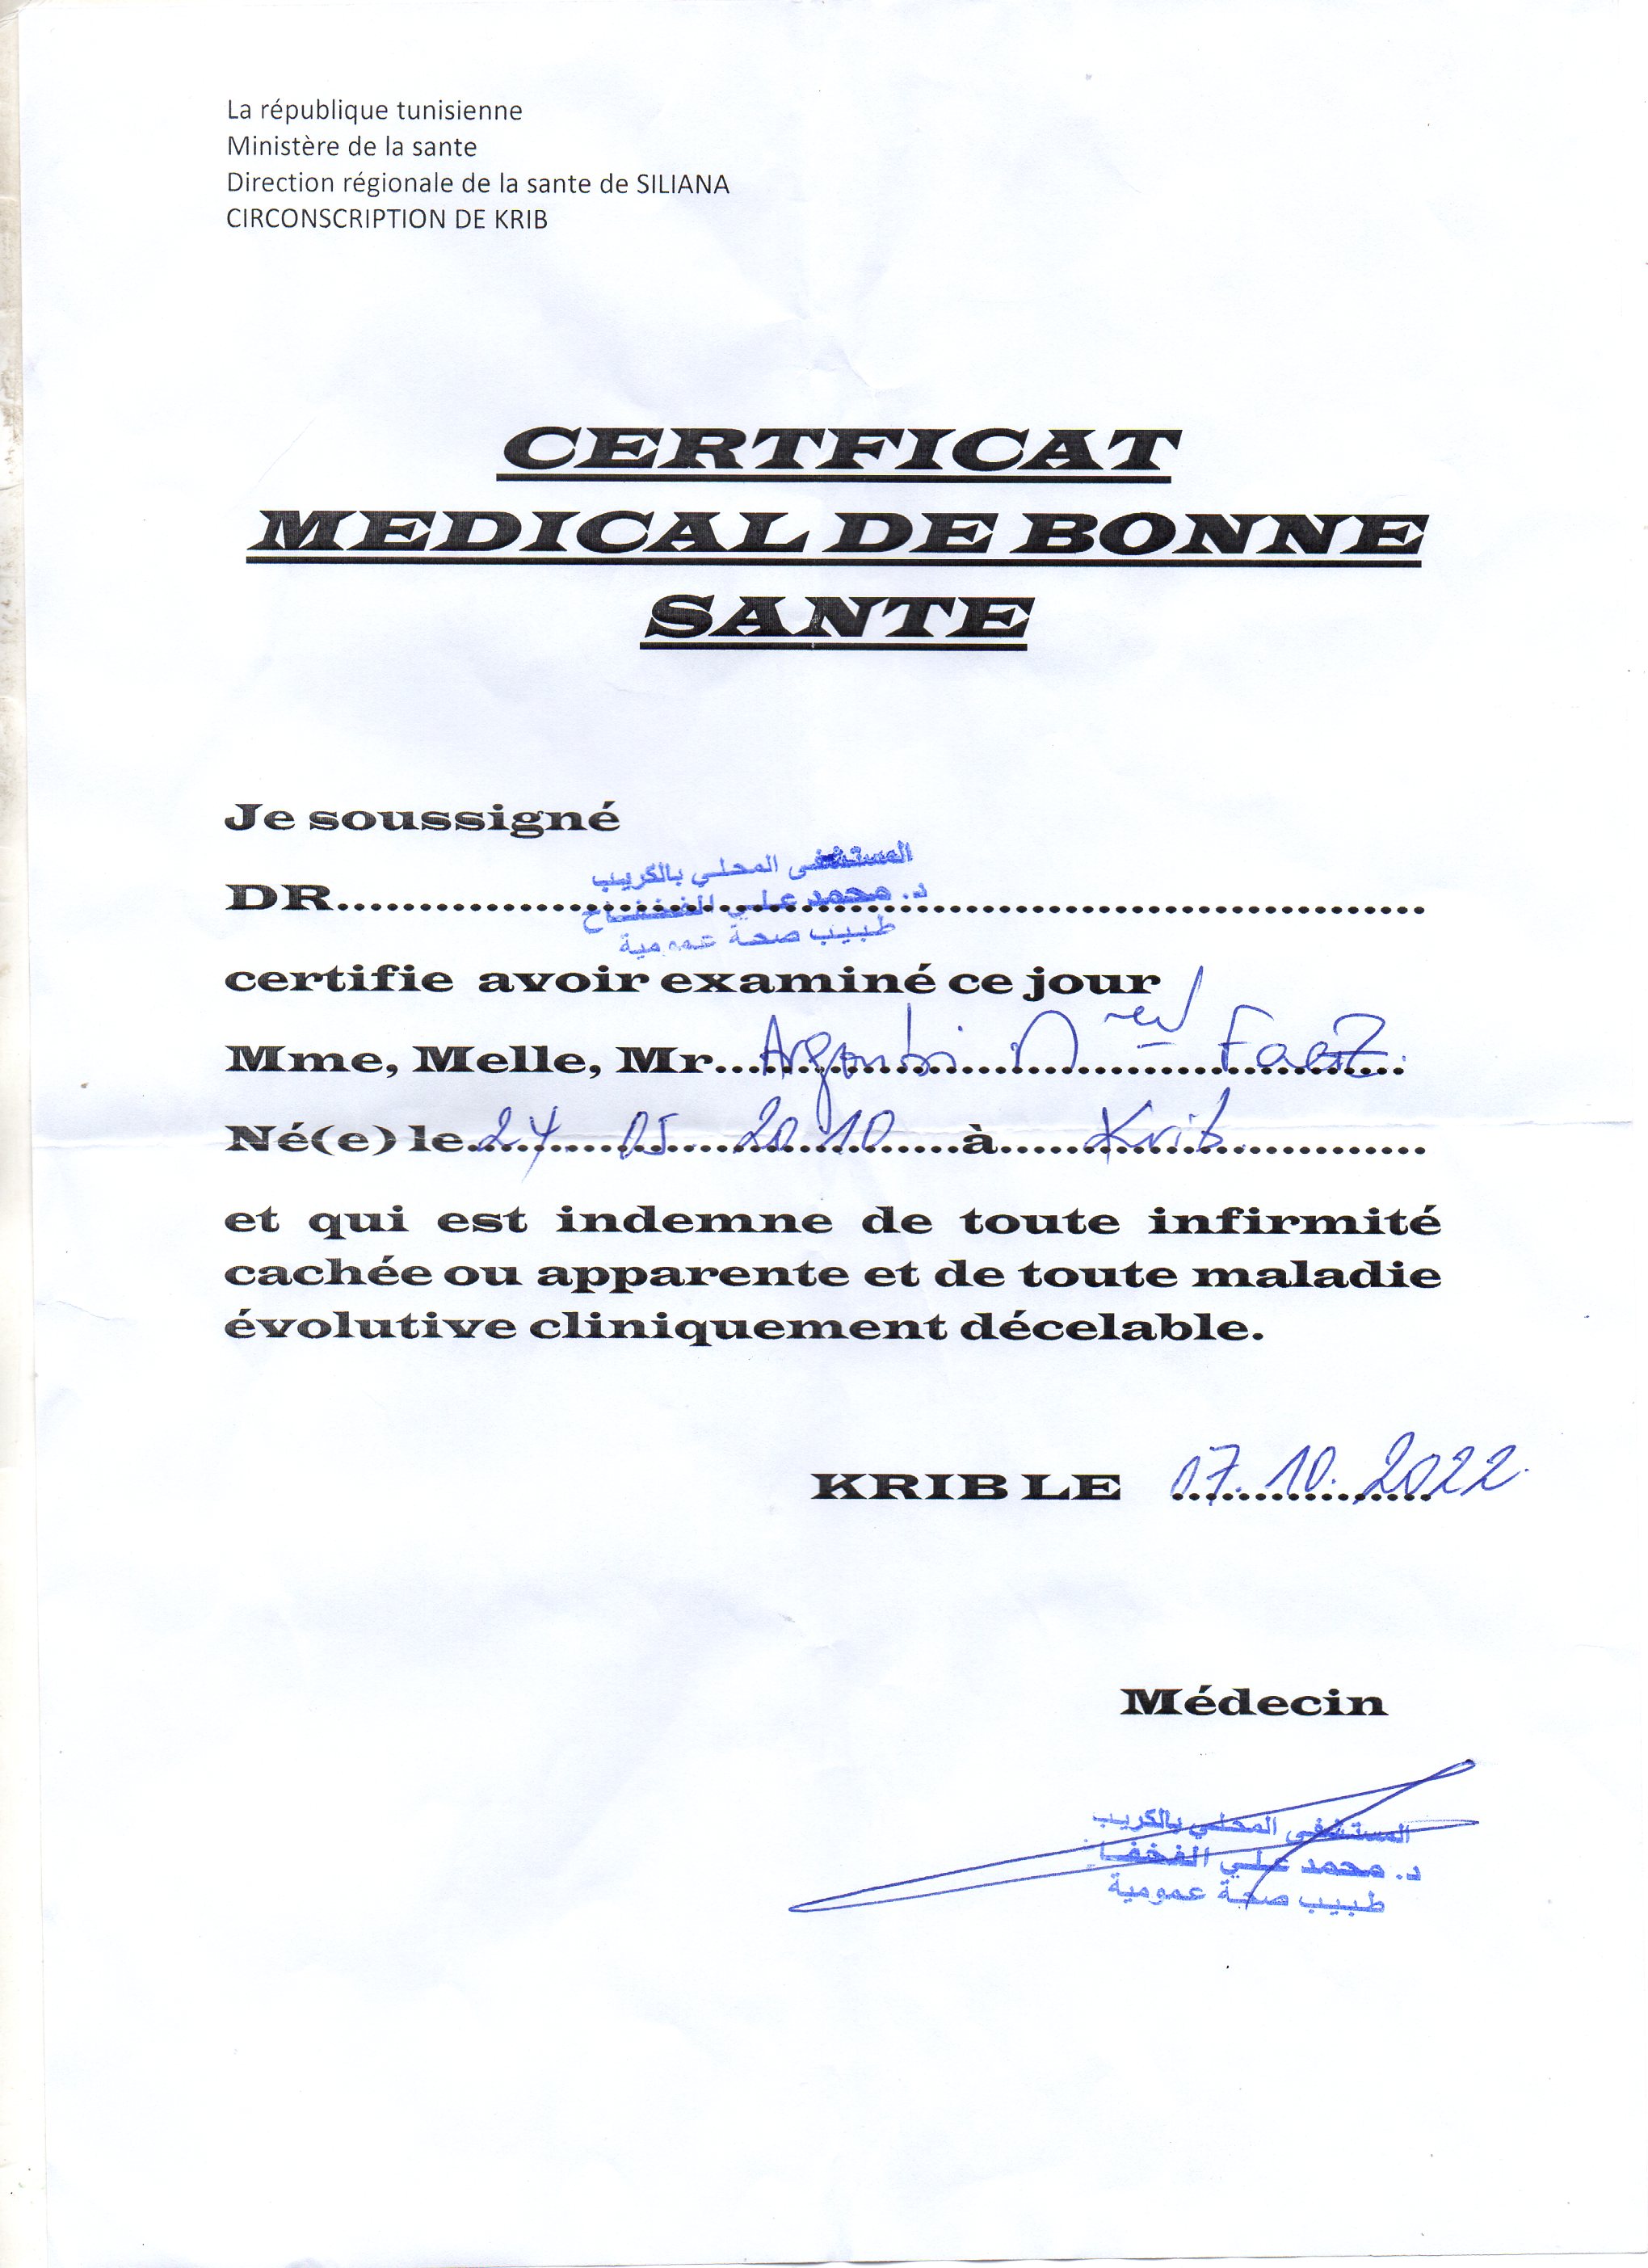 La république tunisienne
Ministère de la sante
Direction régionale de la sante de SILIANA
CIRCONSCRIPTION DE KRIB
CERTFICAT
MEDICAL DE BONNE
SANTE
Je soussigné
المستشفى المحلي بالكريب
DR.......... د. محمد علي الفخفاخ
طبيب صحة عمومية
certifie avoir examiné ce jour
Mme, Melle, Mr... Faez
Né(e) le 24 05 2010 à Krib
et qui est indemne de toute infirmité
cachée ou apparente et de toute maladie
évolutive cliniquement décelable.
KRIB LE 07.10.2022.
Médecin
المستشفى المحلي بالكريب
د. محمد علي الفخفاخ
طبيب صحة عمومية